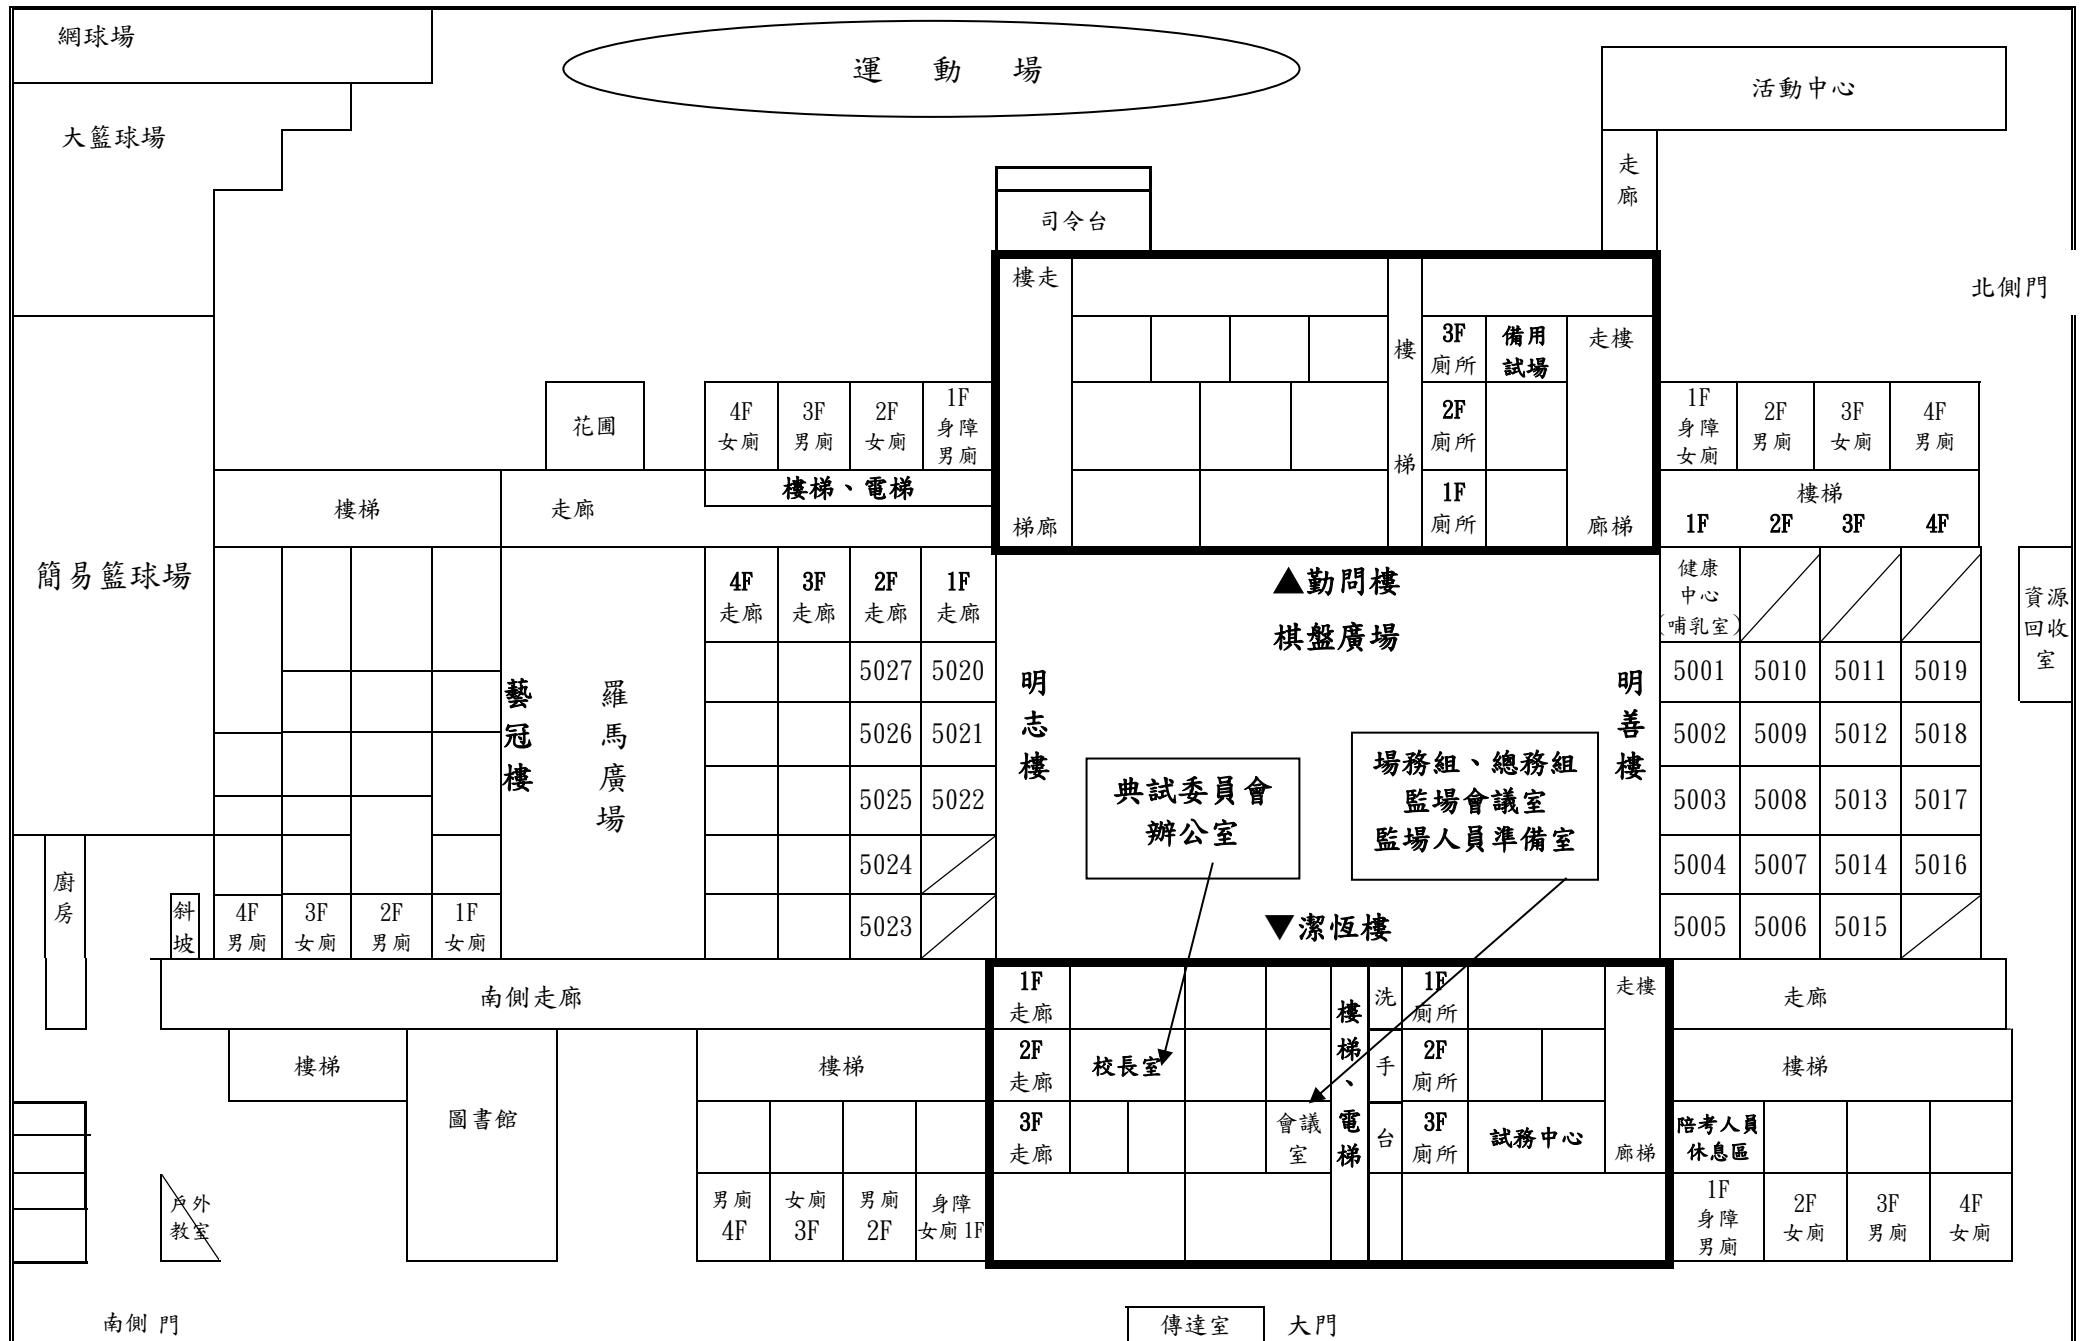 網球場
運 動 場
活動中心
大籃球場
走
廊
司令台
北側門
樓走
梯廊
樓
梯
3F
廁所
備用
試場
走樓
廊梯
2F
廁所
1F
廁所
花圃
4F
女廁
3F
男廁
2F
女廁
1F
身障
男廁
樓梯、電梯
1F
身障
女廁
2F
男廁
3F
女廁
4F
男廁
樓梯
走廊
樓梯
1F 2F 3F 4F
簡易籃球場
4F
走廊
3F
走廊
2F
走廊
1F
走廊
▲勤問樓
棋盤廣場
健康
中心
(哺乳室)
資源
回收
室
藝
冠
樓
羅
馬
廣
場
5027 5020
5026 5021
5025 5022
5024
5023
明
志
樓
明
善
樓
5001 5010 5011 5019
5002 5009 5012 5018
5003 5008 5013 5017
5004 5007 5014 5016
5005 5006 5015
典試委員會
辦公室
場務組、總務組
監場會議室
監場人員準備室
▼潔恆樓
廚
房
斜
坡
4F
男廁
3F
女廁
2F
男廁
1F
女廁
南側走廊
1F
走廊
2F
走廊
校長室
3F
走廊
會議
室
樓
梯
、
電
梯
洗
手
台
1F
廁所
2F
廁所
3F
廁所
試務中心
走樓
廊梯
走廊
樓梯
樓梯
樓梯
圖書館
陪考人員
休息區
戶外
教室
男廁
4F
女廁
3F
男廁
2F
身障
女廁1F
1F
身障
男廁
2F
女廁
3F
男廁
4F
女廁
南側門
傳達室
大門